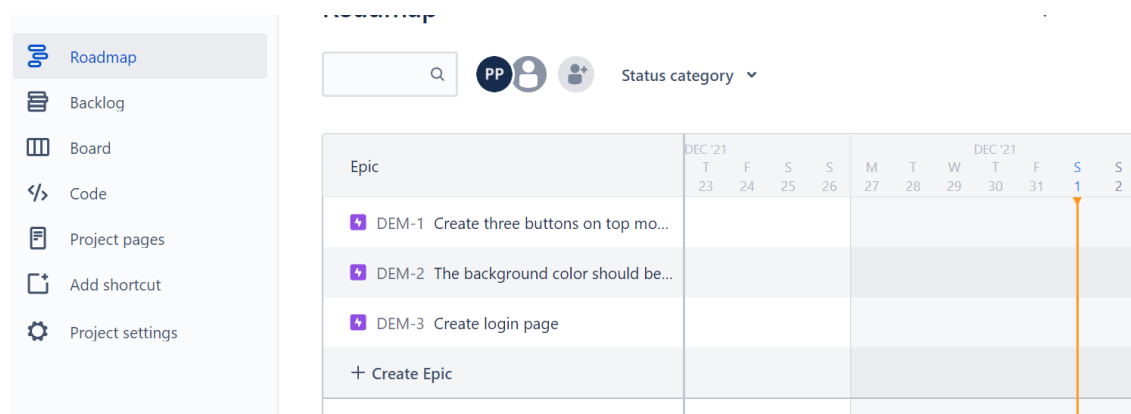 Roadmap
Roadmap
Backlog
Board
Code
Project pages
Add shortcut
Project settings
PP
Status category
Epic
DEC '21 DEC '21
T F S S M T W T F S S
23 24 25 26 27 28 29 30 31 1 2
DEM-1 Create three buttons on top mo...
DEM-2 The background color should be...
DEM-3 Create login page
+ Create Epic